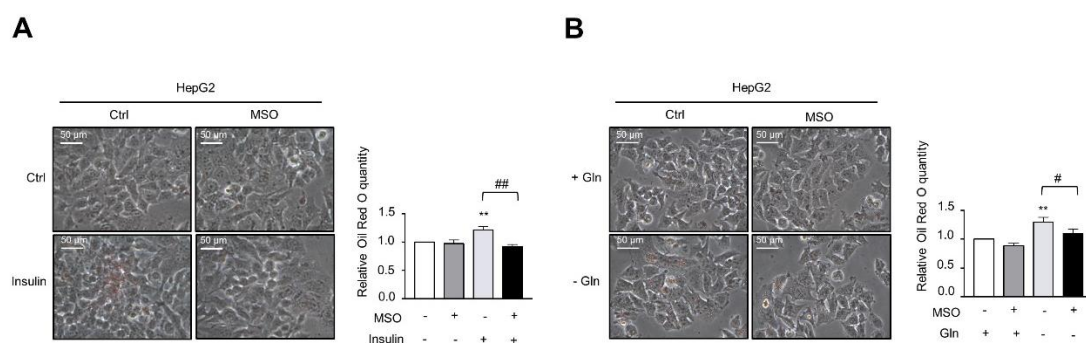 A
HepG2
Ctrl MSO
50 µm 50 µm
Ctrl
50 µm 50 µm
Insulin
Relative Oil Red O quantity
1.5
1.0
0.5
0.0
** ##
MSO - + - +
Insulin - - + +
B
HepG2
Ctrl MSO
50 µm 50 µm
+ Gln
50 µm 50 µm
- Gln
Relative Oil Red O quantity
1.5
1.0
0.5
0.0
** #
MSO - + - +
Gln + + - -